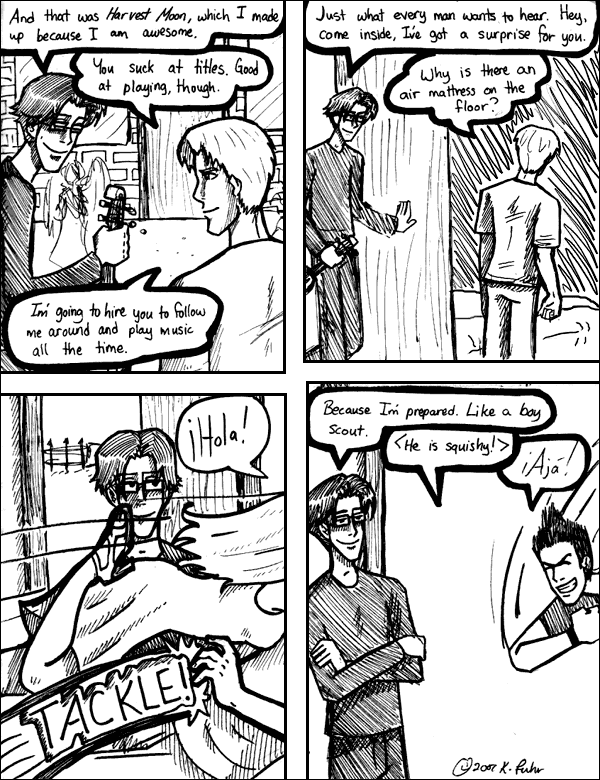 And that was Harvest Moon, which I made
up because I am awesome.
You suck at titles. Good
at playing, though.
I'm going to hire you to follow
me around and play music
all the time.
Just what every man wants to hear. Hey,
come inside, I've got a surprise for you.
Why is there an
air mattress on the
floor?
¡Hola!
TACKLE!
Because I'm prepared. Like a boy
scout.
<He is squishy!>
¡Ajá!
©2007 K. Fuhr